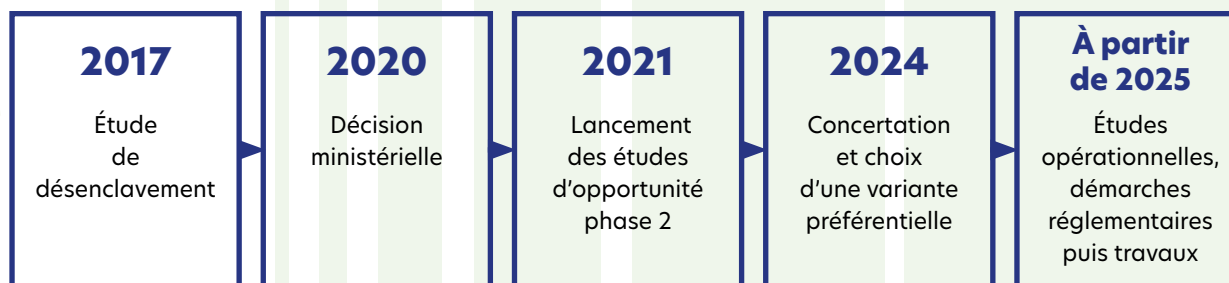 2017
Étude
de
désenclavement
2020
Décision
ministérielle
2021
Lancement
des études
d'opportunité
phase 2
2024
Concertation
et choix
d'une variante
préférentielle
À partir
de 2025
Études
opérationnelles,
démarches
réglementaires
puis travaux